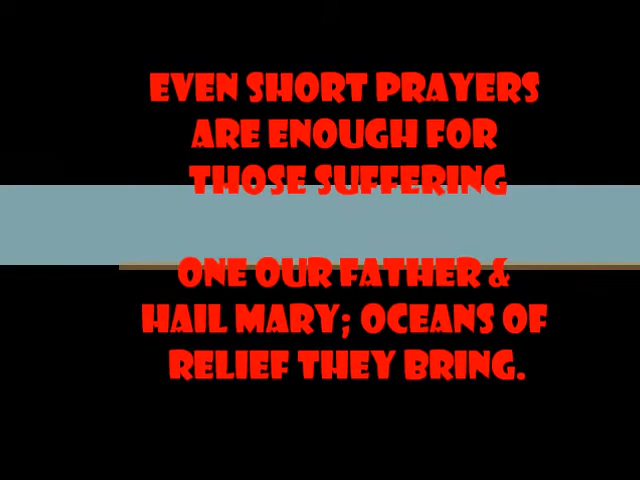 EVEN SHORT PRAYERS
ARE ENOUGH FOR
THOSE SUFFERING
ONE OUR FATHER &
HAIL MARY; OCEANS OF
RELIEF THEY BRING.